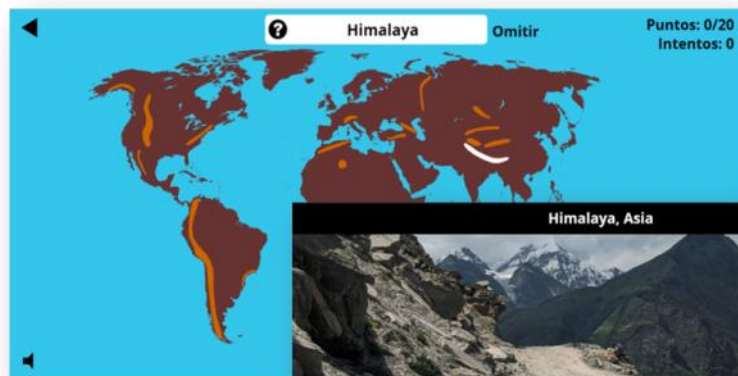 Himalaya
Omitir
Puntos: 0/20
Intentos: 0
Himalaya, Asia